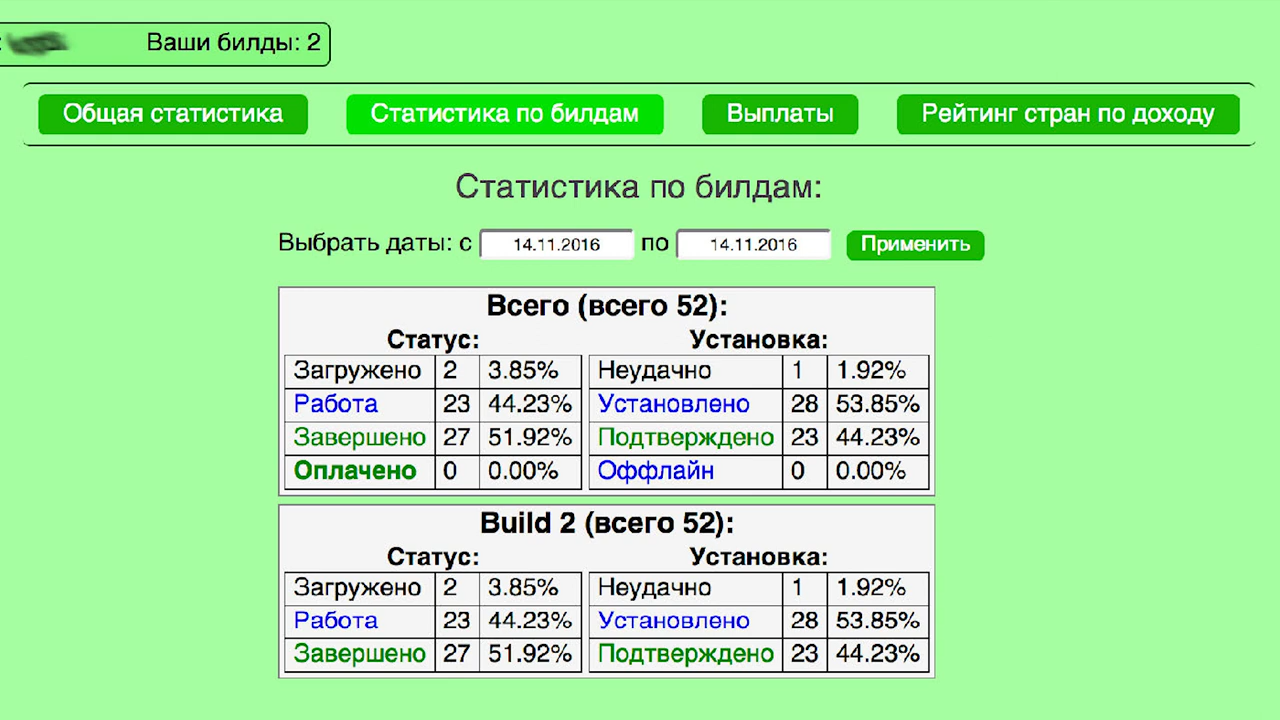 Ваши билды: 2
Общая статистика Статистика по билдам Выплаты Рейтинг стран по доходу
Статистика по билдам:
Выбрать даты: с 14.11.2016 по 14.11.2016 Применить
Всего (всего 52):
Статус: Установка:
Загружено 2 3.85% Неудачно 1 1.92%
Работа 23 44.23% Установлено 28 53.85%
Завершено 27 51.92% Подтверждено 23 44.23%
Оплачено 0 0.00% Оффлайн 0 0.00%
Build 2 (всего 52):
Статус: Установка:
Загружено 2 3.85% Неудачно 1 1.92%
Работа 23 44.23% Установлено 28 53.85%
Завершено 27 51.92% Подтверждено 23 44.23%